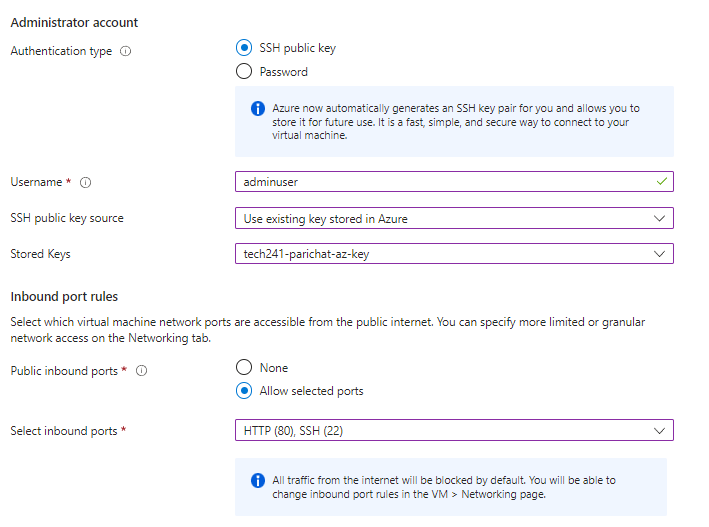 Administrator account
Authentication type
SSH public key
Password
Azure now automatically generates an SSH key pair for you and allows you to
store it for future use. It is a fast, simple, and secure way to connect to your
virtual machine.
Username *
adminuser
SSH public key source
Use existing key stored in Azure
Stored Keys
tech241-parichat-az-key
Inbound port rules
Select which virtual machine network ports are accessible from the public internet. You can specify more limited or granular
network access on the Networking tab.
Public inbound ports *
None
Allow selected ports
Select inbound ports *
HTTP (80), SSH (22)
All traffic from the internet will be blocked by default. You will be able to
change inbound port rules in the VM > Networking page.